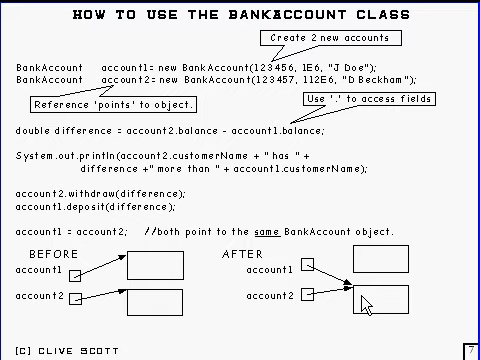 HOW TO USE THE BANKACCOUNT CLASS
Create 2 new accounts
BankAccount account1= new BankAccount(123456, 1E6, "J Doe");
BankAccount account2= new BankAccount(123457, 112E6, "D Beckham");
Reference 'points' to object.
Use '.' to access fields
double difference = account2.balance - account1.balance;
System.out.println(account2.customerName + " has " +
difference +" more than " + account1.customerName);
account2.withdraw(difference);
account1.deposit(difference);
account1 = account2; //both point to the same BankAccount object.
BEFORE AFTER
account1 account1
account2 account2
(C) CLIVE SCOTT
7